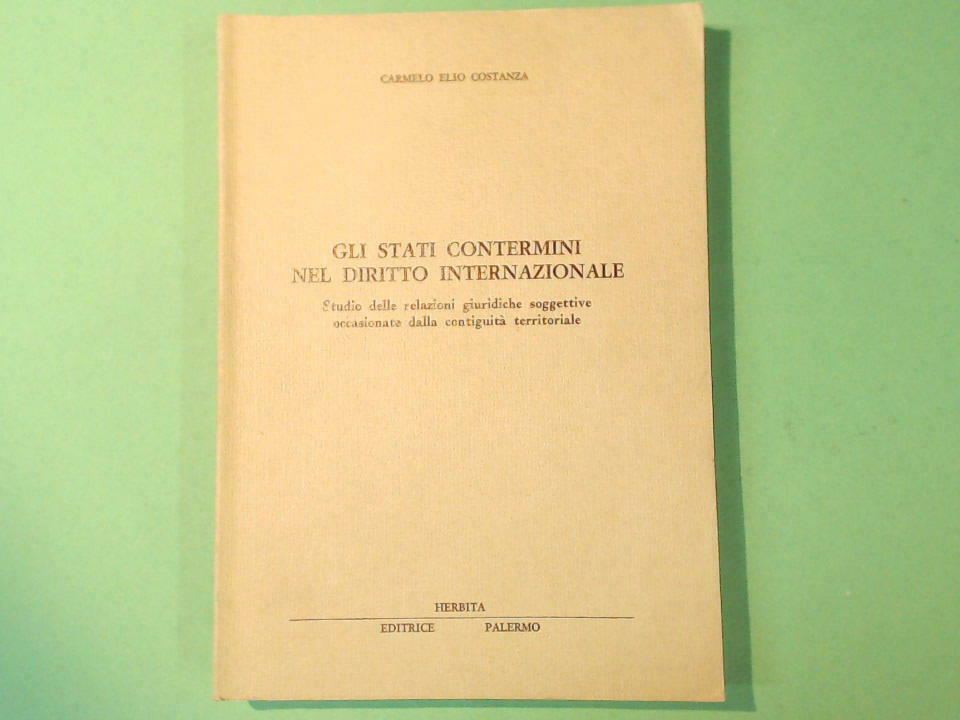 CARMELO ELIO COSTANZA
GLI STATI CONTERMINI
NEL DIRITTO INTERNAZIONALE
Studio delle relazioni giuridiche soggettive
occasionate dalla contiguità territoriale
HERBITA
EDITRICE PALERMO